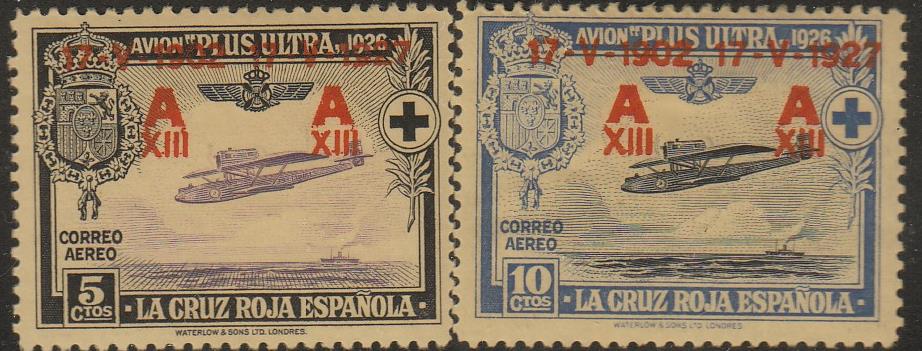 AVION "PLUS ULTRA" 1926
17-V-1902 17-V-1927
A A
XIII XIII
CORREO
AEREO
5
CTOS
·LA CRUZ ROJA ESPAÑOLA·
WATERLOW & SONS LTD. LONDRES.
AVION "PLUS ULTRA" 1926
17-V-1902 17-V-1927
A A
XIII XIII
CORREO
AEREO
10
CTOS
·LA CRUZ ROJA ESPAÑOLA·
WATERLOW & SONS LTD. LONDRES.